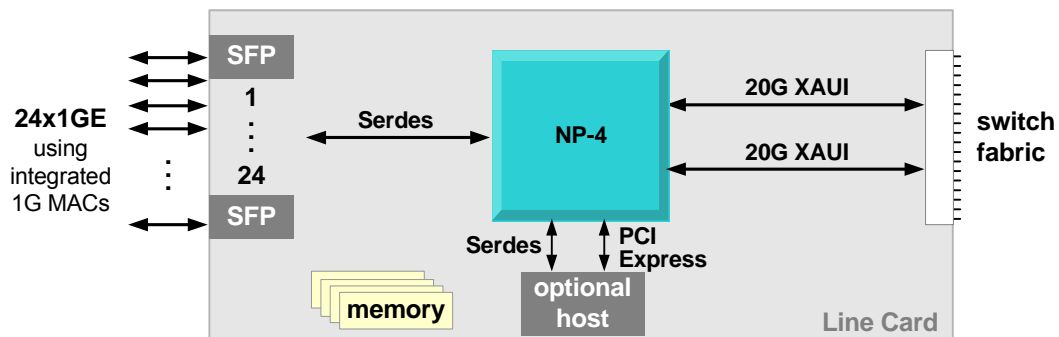 24x1GE
using
integrated
1G MACs
SFP
1
24
SFP
Serdes
NP-4
20G XAUI
20G XAUI
switch
fabric
Serdes
PCI
Express
optional
host
memory
Line Card